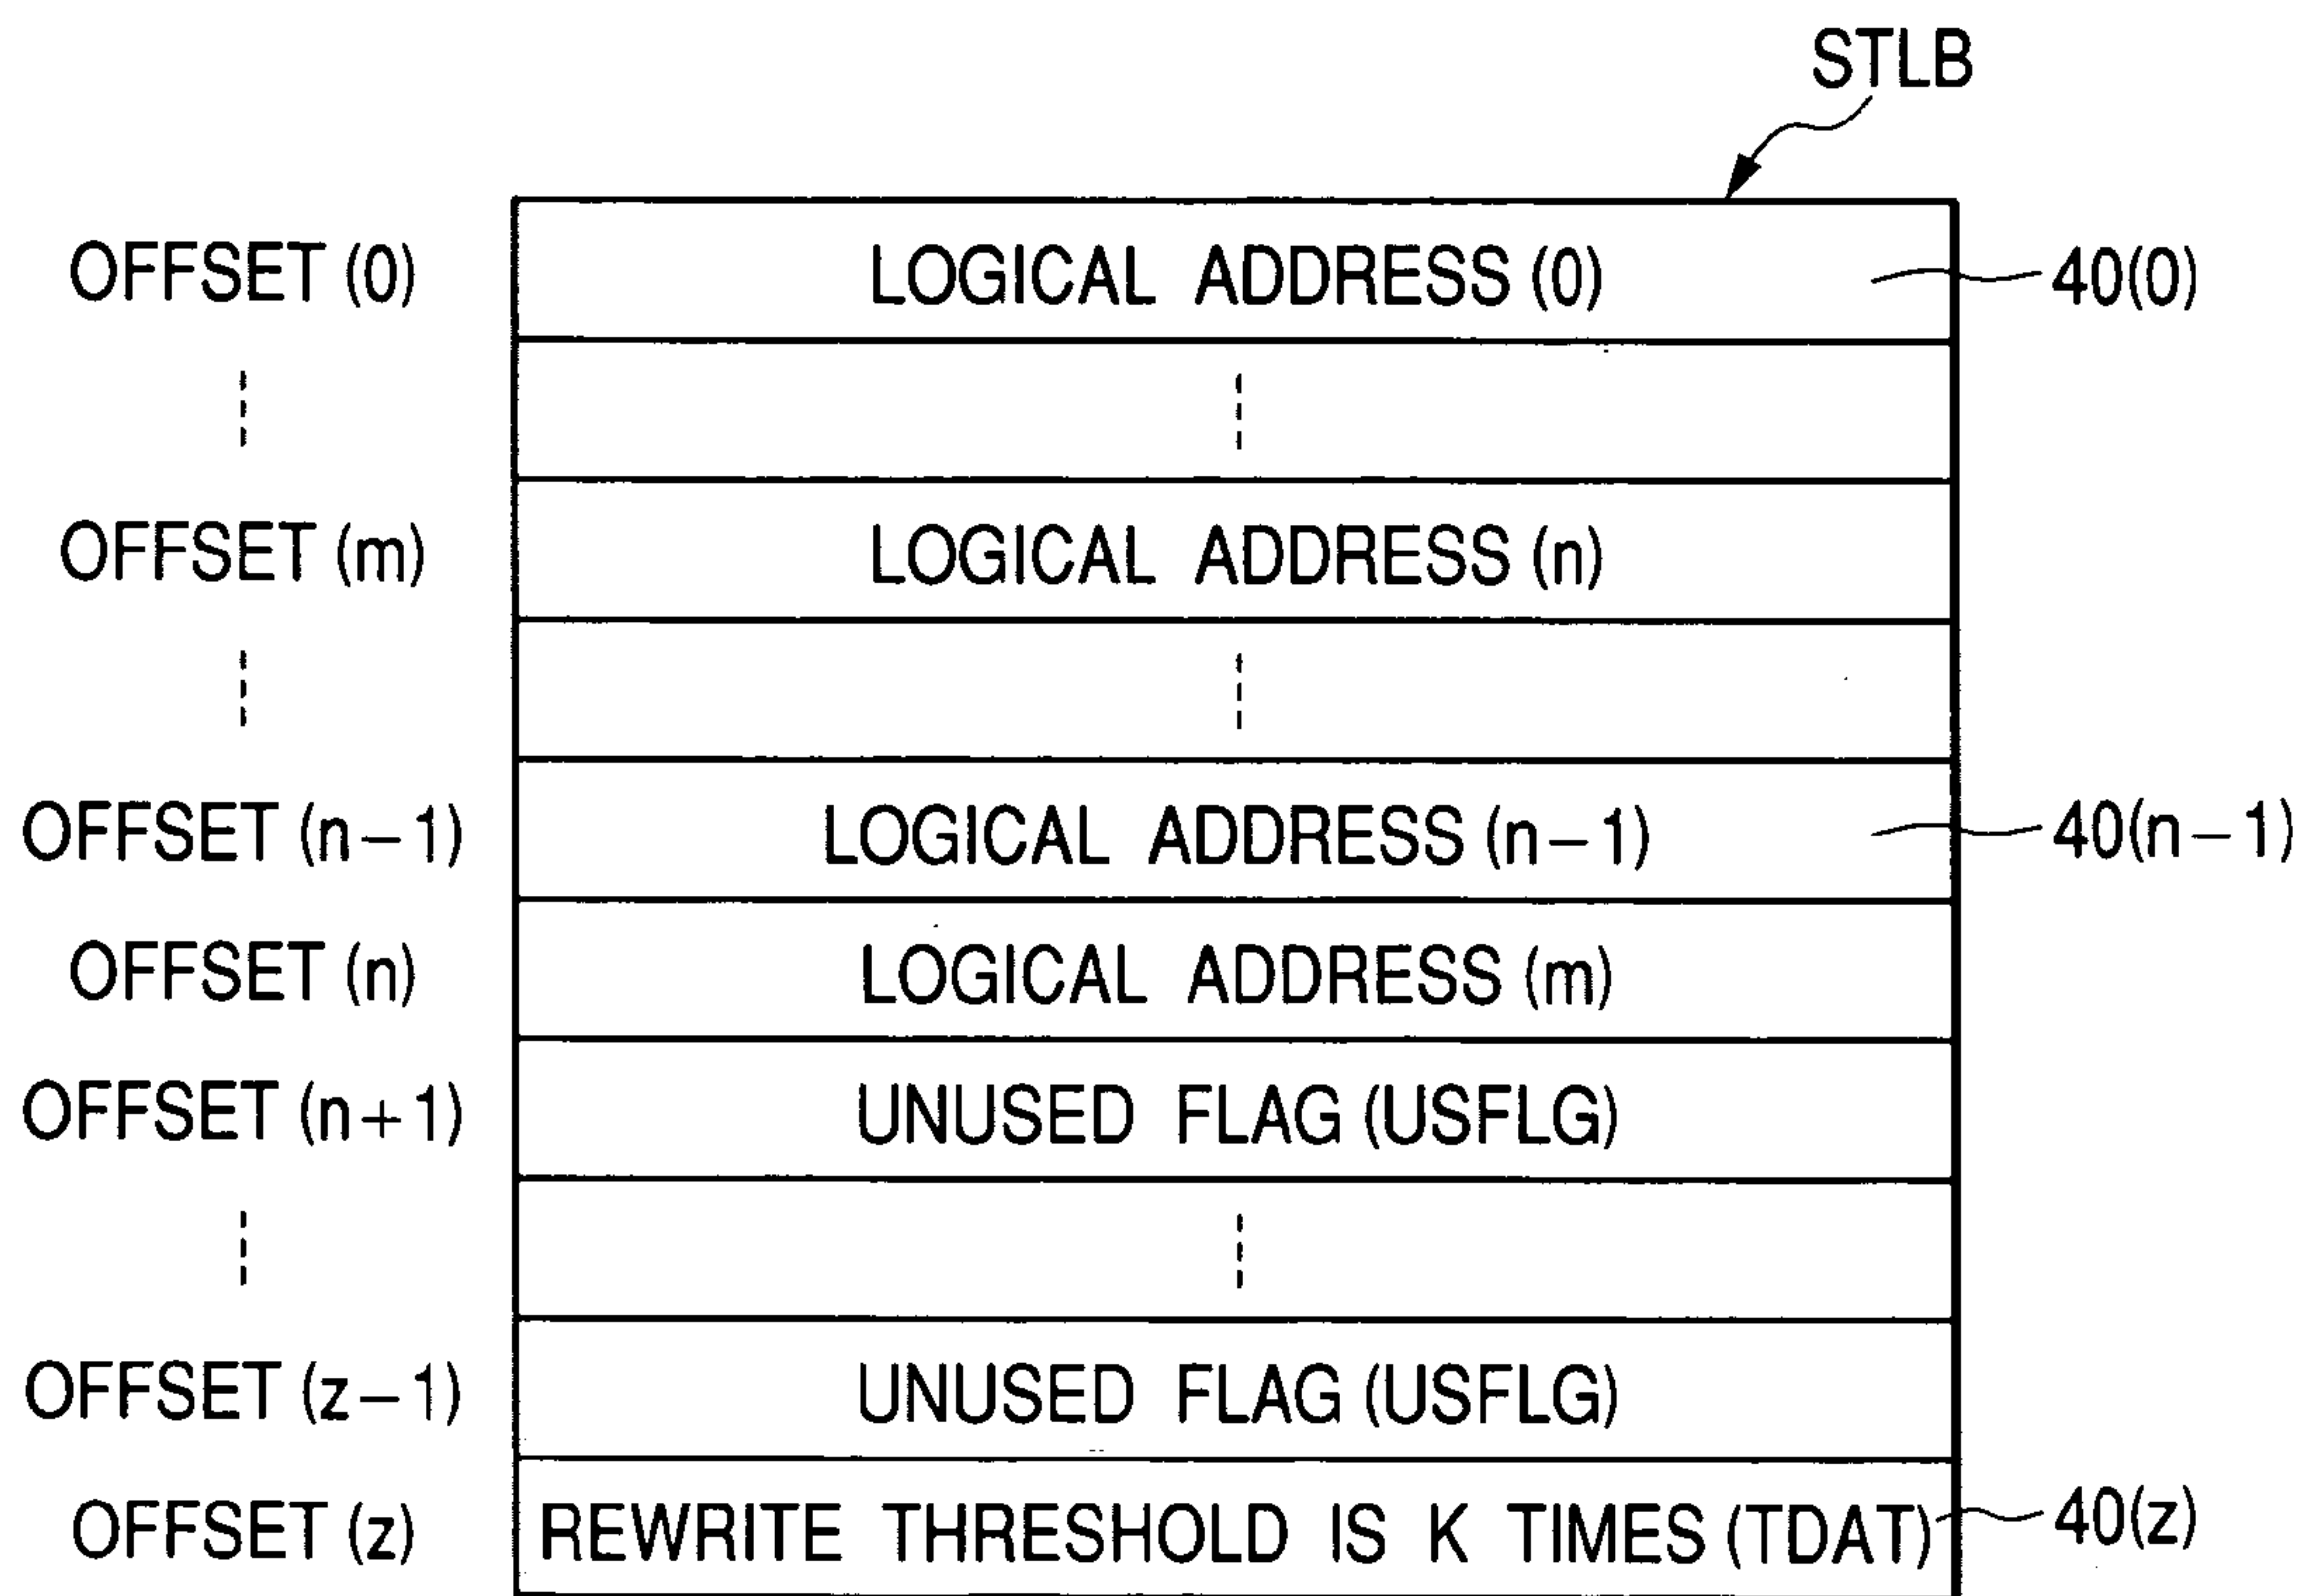 STLB
OFFSET (0) LOGICAL ADDRESS (0) 40(0)
OFFSET (m) LOGICAL ADDRESS (n)
OFFSET (n−1) LOGICAL ADDRESS (n−1) 40(n−1)
OFFSET (n) LOGICAL ADDRESS (m)
OFFSET (n+1) UNUSED FLAG (USFLG)
OFFSET (z−1) UNUSED FLAG (USFLG)
OFFSET (z) REWRITE THRESHOLD IS K TIMES (TDAT) 40(z)